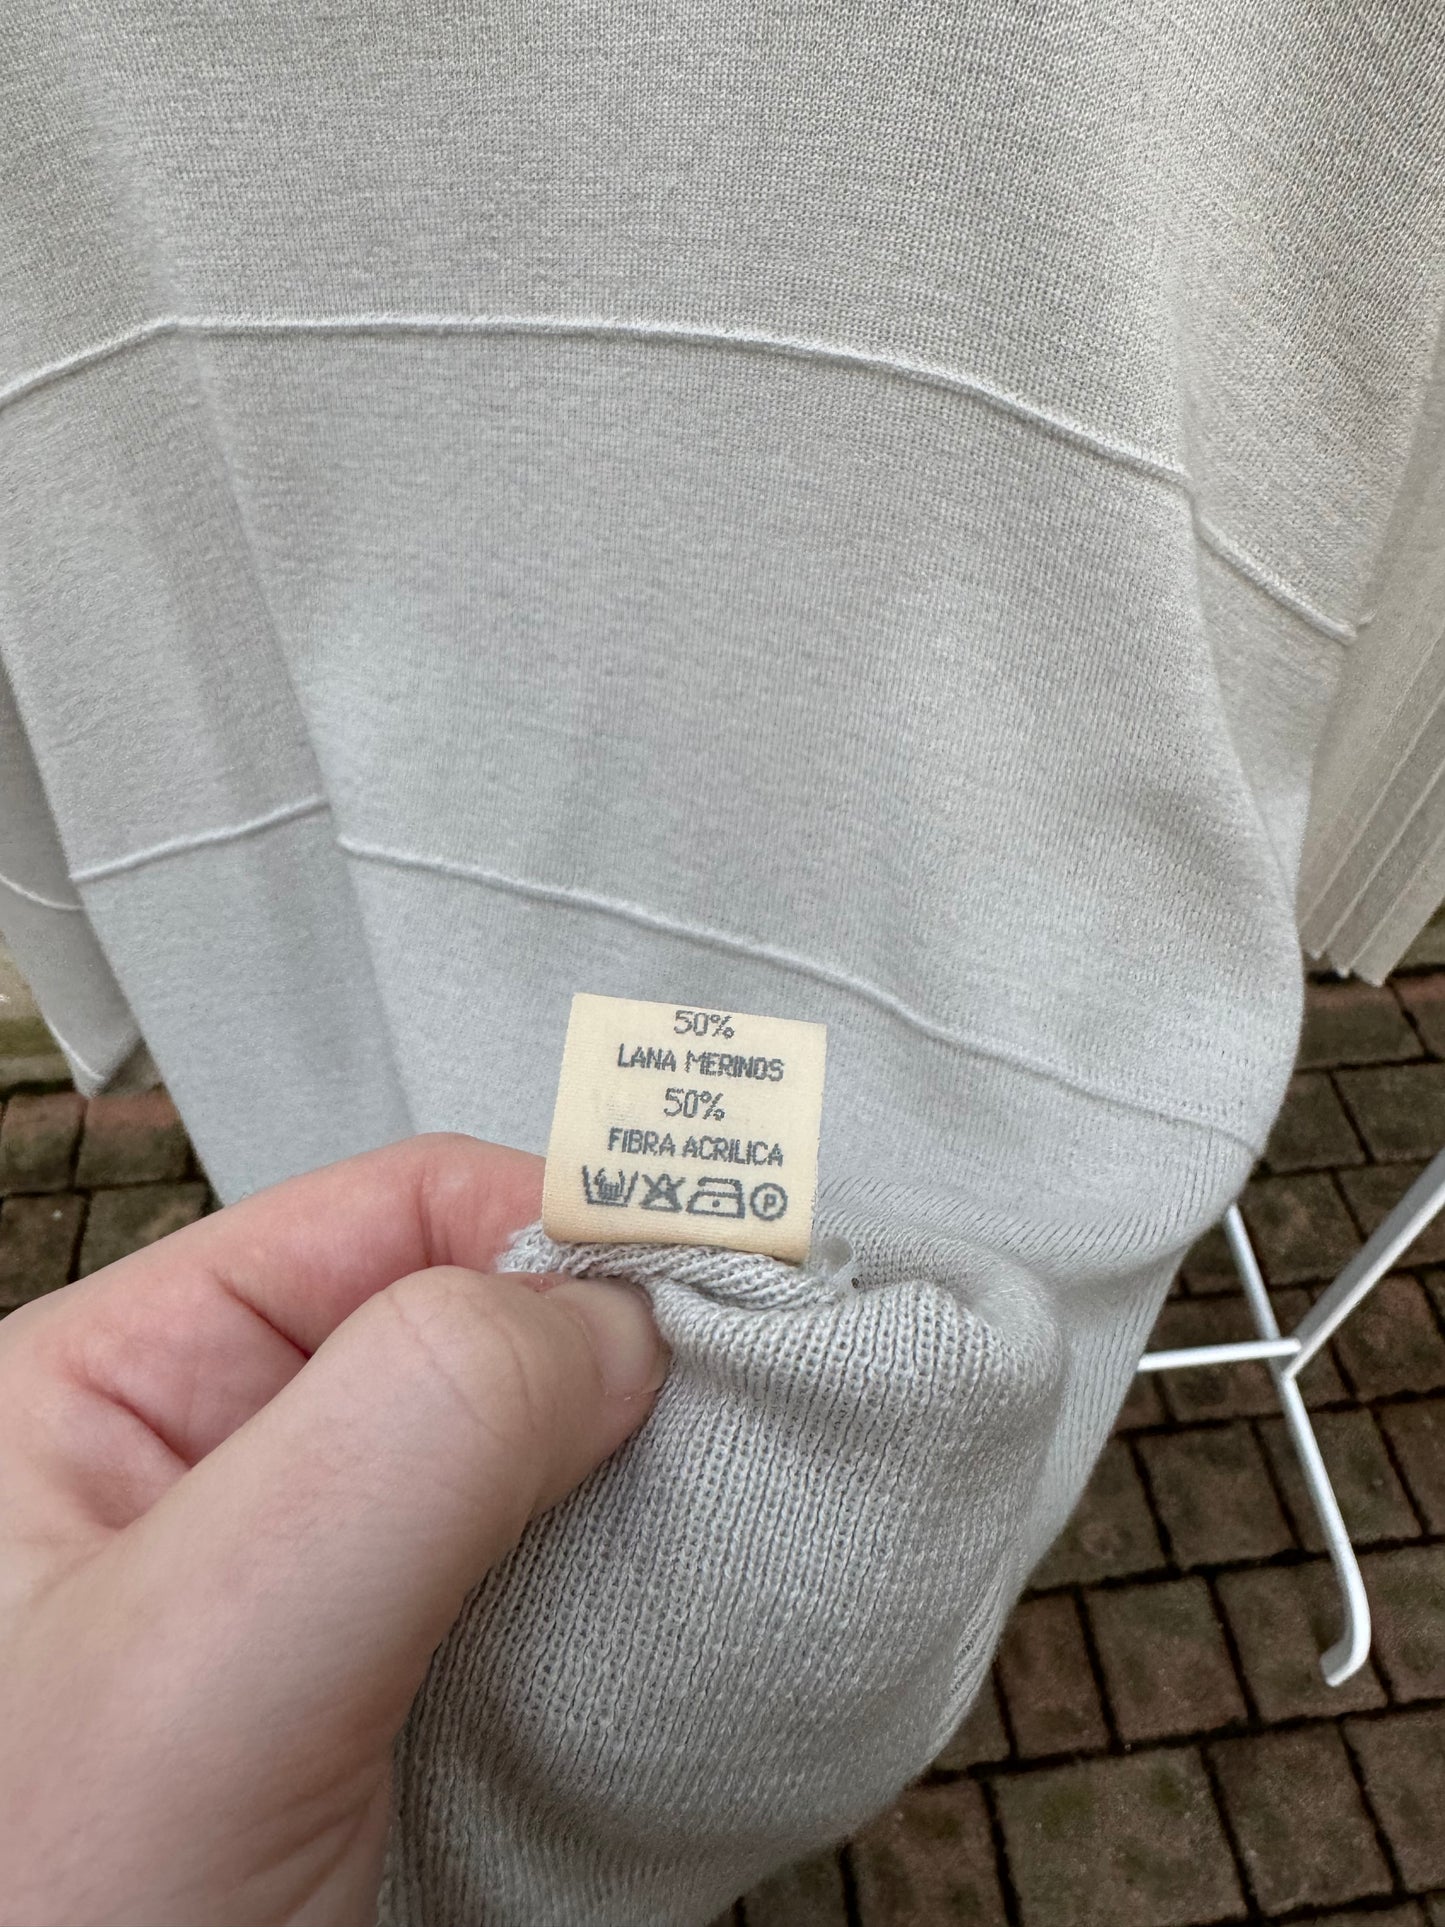 50%
LANA MERINOS
50%
FIBRA ACRILICA
P